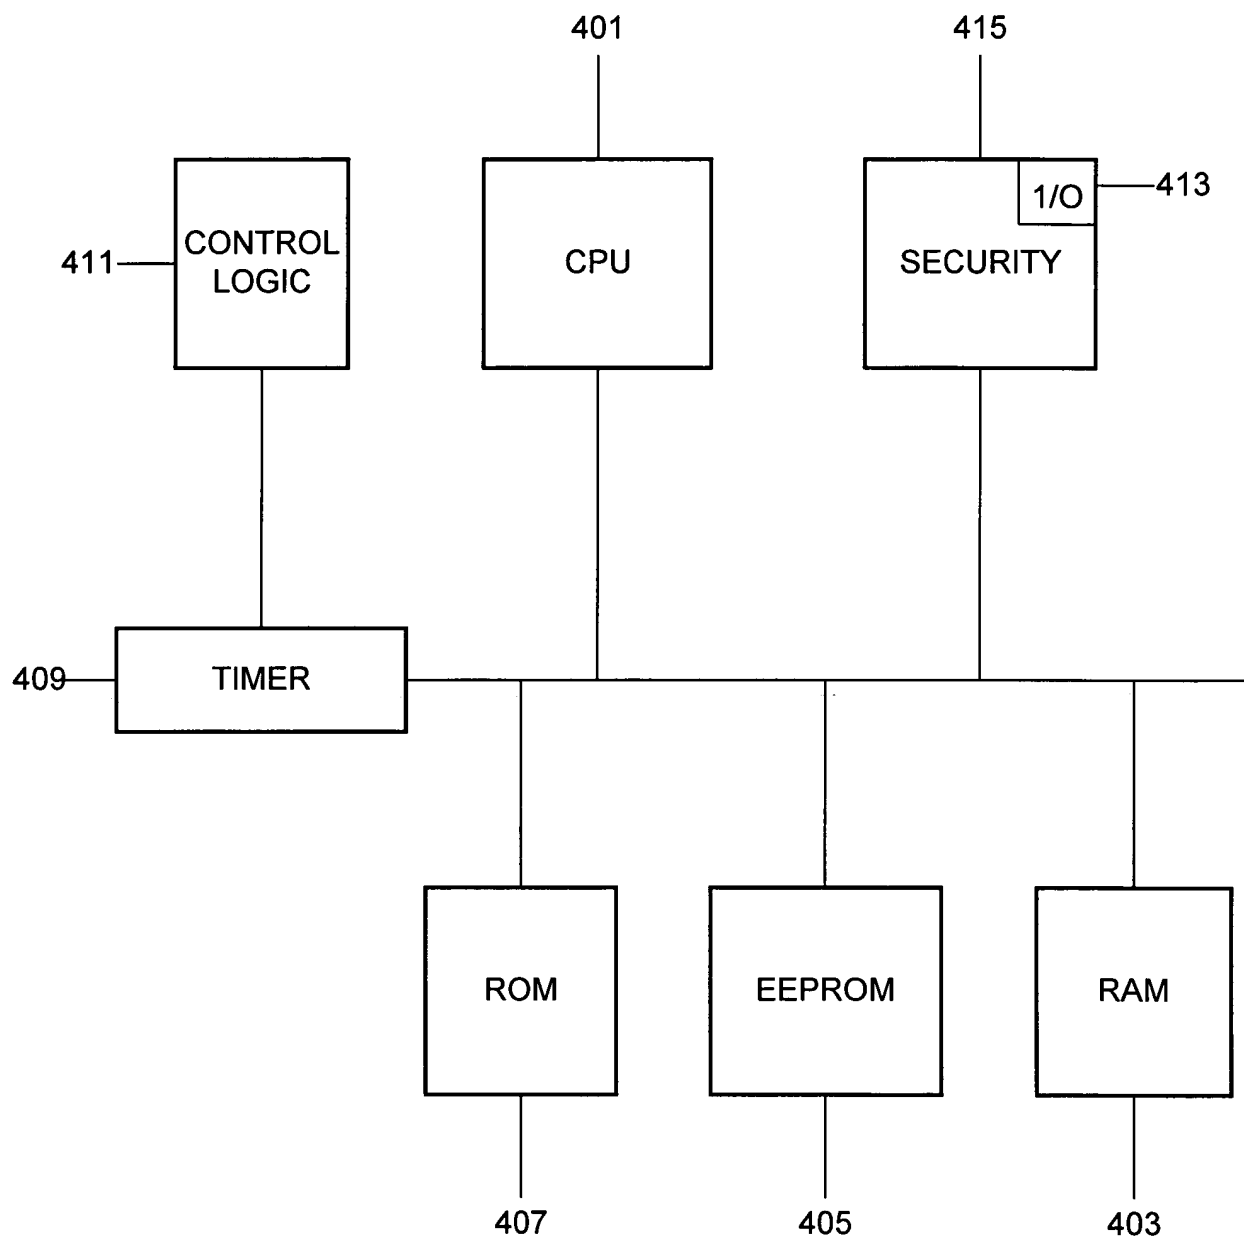 401
415
1/O
413
CONTROL
LOGIC
411
CPU
SECURITY
409
TIMER
ROM
EEPROM
RAM
407
405
403